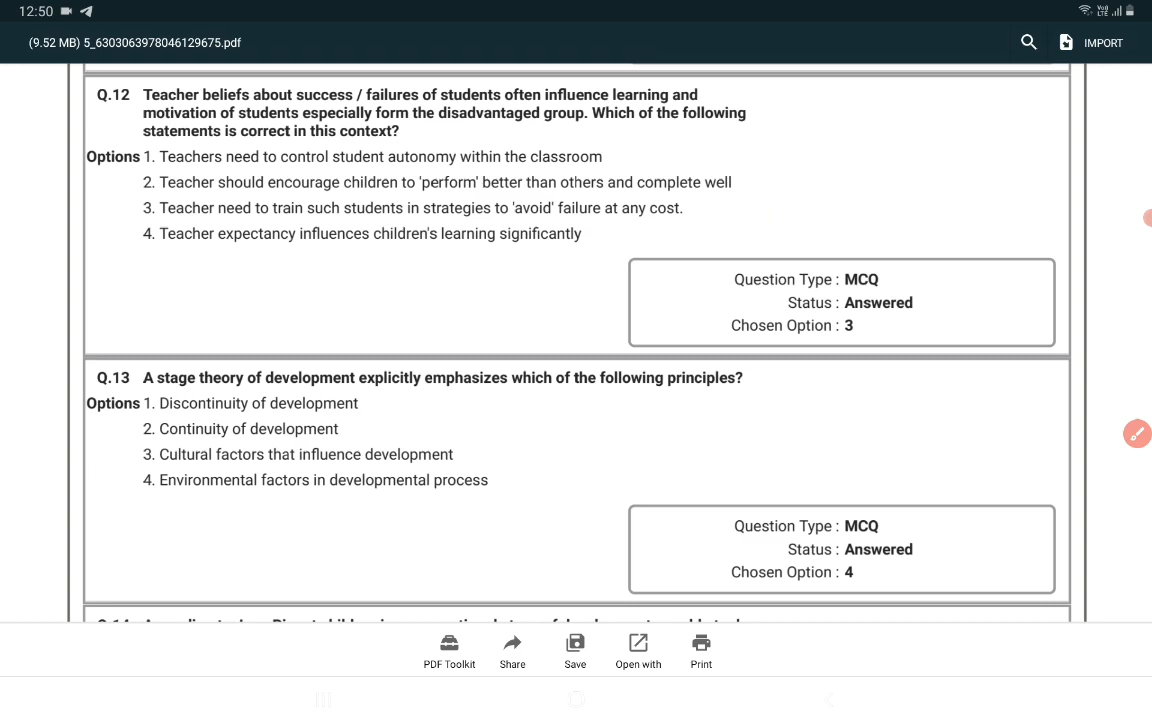 12:50
Vo)) LTE
(9.52 MB) 5_6303063978046129675.pdf
IMPORT
Q.12 Teacher beliefs about success / failures of students often influence learning and
motivation of students especially form the disadvantaged group. Which of the following
statements is correct in this context?
Options 1. Teachers need to control student autonomy within the classroom
2. Teacher should encourage children to 'perform' better than others and complete well
3. Teacher need to train such students in strategies to 'avoid' failure at any cost.
4. Teacher expectancy influences children's learning significantly
Question Type : MCQ
Status : Answered
Chosen Option : 3
Q.13 A stage theory of development explicitly emphasizes which of the following principles?
Options 1. Discontinuity of development
2. Continuity of development
3. Cultural factors that influence development
4. Environmental factors in developmental process
Question Type : MCQ
Status : Answered
Chosen Option : 4
PDF Toolkit
Share
Save
Open with
Print